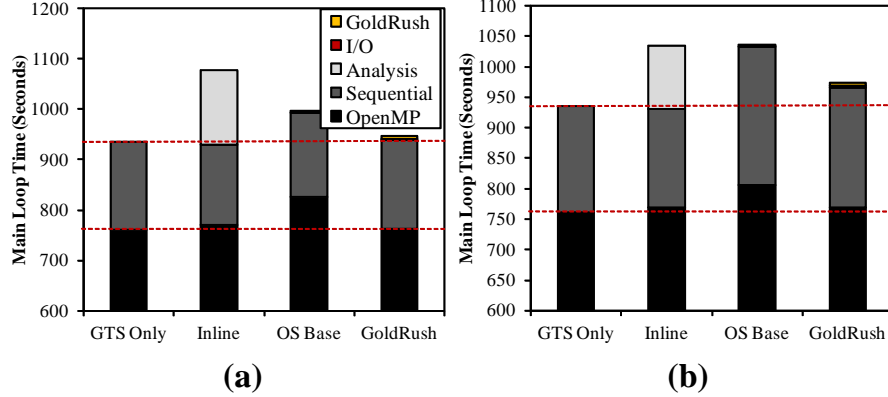 Main Loop Time (Seconds)
1200
1100
1000
900
800
700
600
GoldRush
I/O
Analysis
Sequential
OpenMP
GTS Only Inline OS Base GoldRush
(a)
Main Loop Time (Seconds)
1100
1050
1000
950
900
850
800
750
700
650
600
GTS Only Inline OS Base GoldRush
(b)